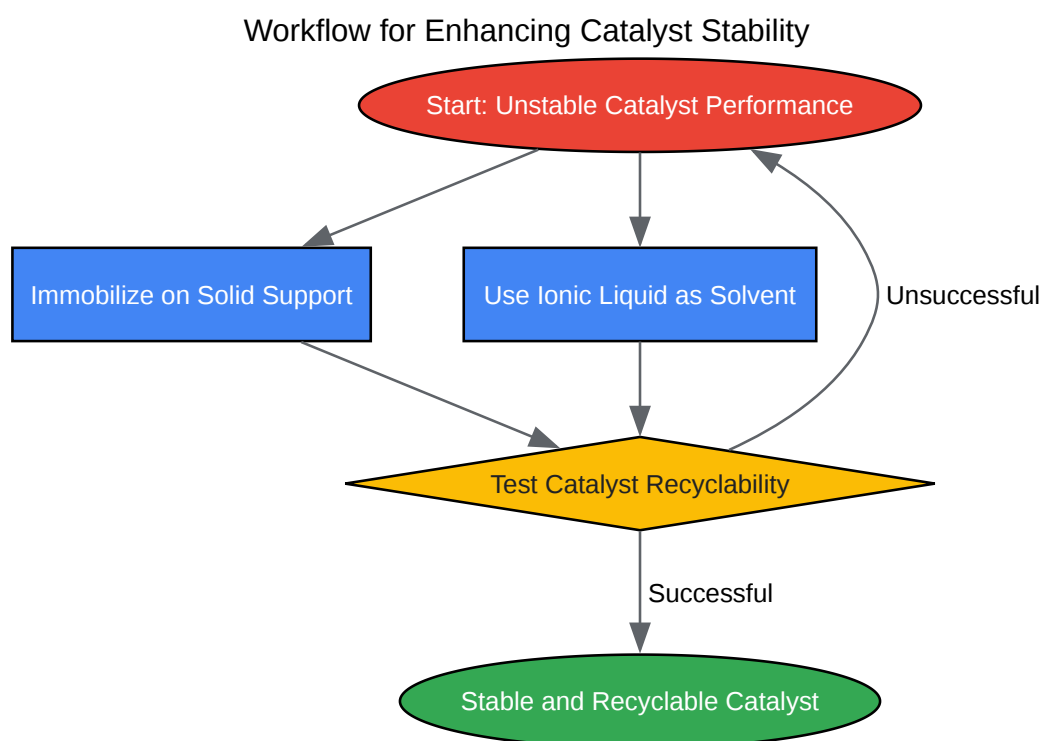 Workflow for Enhancing Catalyst Stability
Start: Unstable Catalyst Performance
Immobilize on Solid Support
Use Ionic Liquid as Solvent
Unsuccessful
Test Catalyst Recyclability
Successful
Stable and Recyclable Catalyst